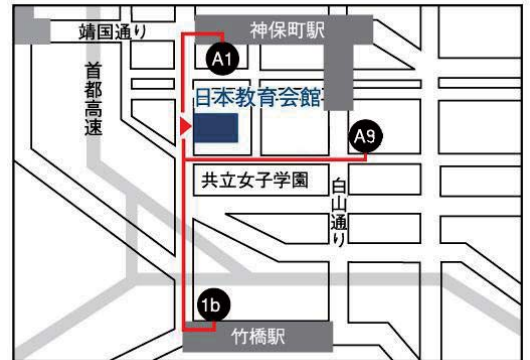 靖国通り
神保町駅
首都高速
A1
日本教育会館
A9
共立女子学園
白山通り
1b
竹橋駅